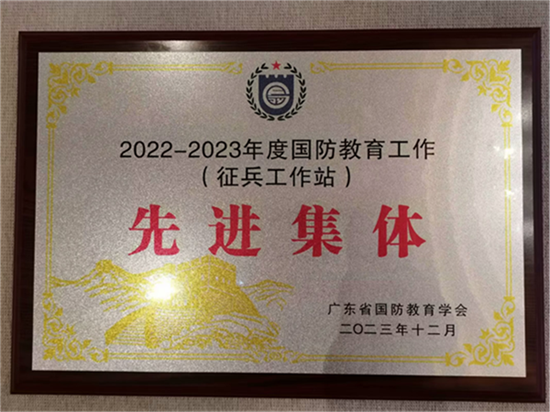 2022-2023年度国防教育工作
（征兵工作站）
先进集体
广东省国防教育学会
二〇二三年十二月